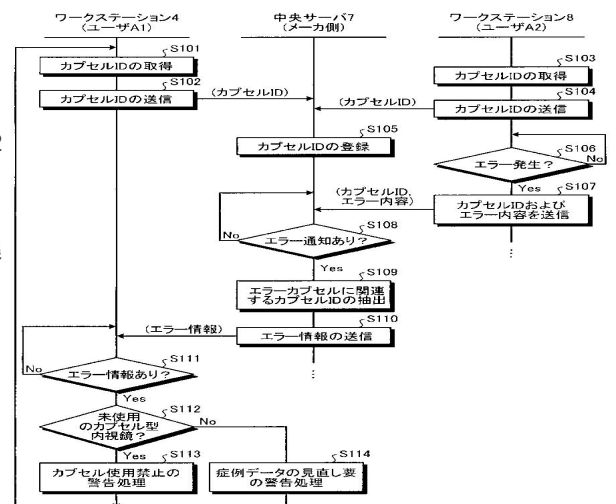 ワークステーション4
(ユーザA1)
中央サーバ7
(メーカ側)
ワークステーション8
(ユーザA2)
S101
カプセルIDの取得
S102
カプセルIDの送信
(カプセルID)
S103
カプセルIDの取得
S104
カプセルIDの送信
(カプセルID)
S105
カプセルIDの登録
S106
エラー発生?
No
Yes
S107
カプセルIDおよび
エラー内容を送信
(カプセルID,
エラー内容)
S108
エラー通知あり?
No
Yes
S109
エラーカプセルに関連
するカプセルIDの抽出
S110
エラー情報の送信
(エラー情報)
S111
エラー情報あり?
No
Yes
S112
未使用
のカプセル型
内視鏡?
No
Yes
S113
カプセル使用禁止の
警告処理
S114
症例データの見直し要
の警告処理